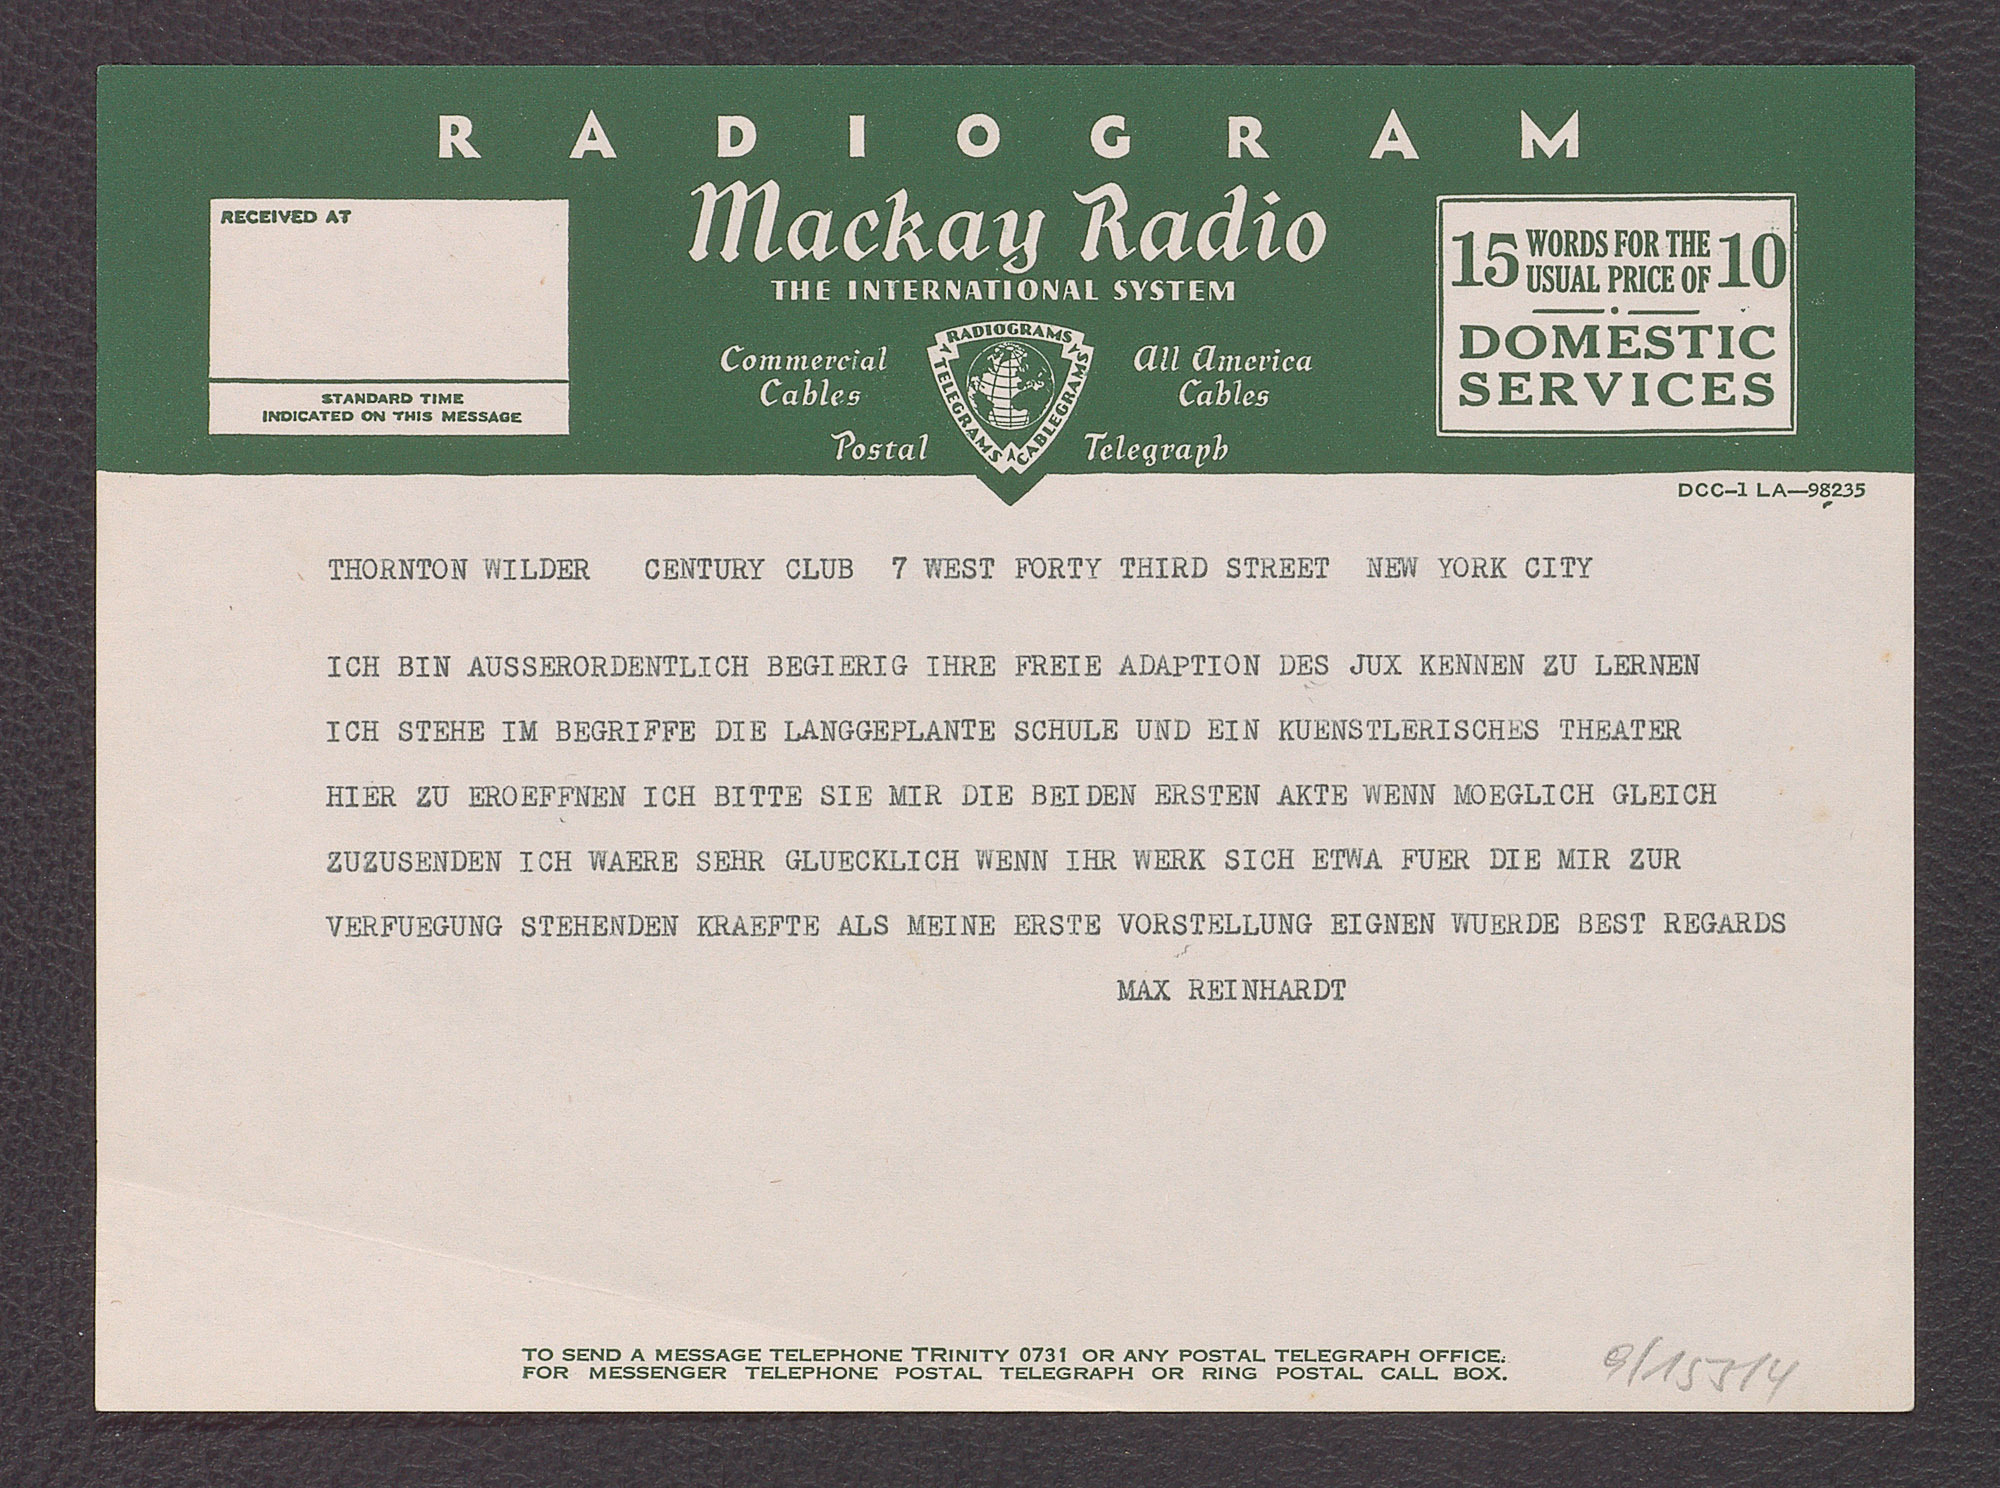 RADIOGRAM
Mackay Radio
THE INTERNATIONAL SYSTEM
RECEIVED AT
STANDARD TIME
INDICATED ON THIS MESSAGE
Commercial
Cables
All America
Cables
Postal
Telegraph
RADIOGRAMS
TELEGRAMS
CABLEGRAMS
15 WORDS FOR THE
USUAL PRICE OF 10
DOMESTIC
SERVICES
DCC-1 LA—98235
THORNTON WILDER CENTURY CLUB 7 WEST FORTY THIRD STREET NEW YORK CITY
ICH BIN AUSSERORDENTLICH BEGIERIG IHRE FREIE ADAPTION DES JUX KENNEN ZU LERNEN
ICH STEHE IM BEGRIFFE DIE LANGGEPLANTE SCHULE UND EIN KUENSTLERISCHES THEATER
HIER ZU EROEFFNEN ICH BITTE SIE MIR DIE BEIDEN ERSTEN AKTE WENN MOEGLICH GLEICH
ZUZUSENDEN ICH WAERE SEHR GLUECKLICH WENN IHR WERK SICH ETWA FUER DIE MIR ZUR
VERFUEGUNG STEHENDEN KRAEFTE ALS MEINE ERSTE VORSTELLUNG EIGNEN WUERDE BEST REGARDS
MAX REINHARDT
TO SEND A MESSAGE TELEPHONE TRINITY 0731 OR ANY POSTAL TELEGRAPH OFFICE.
FOR MESSENGER TELEPHONE POSTAL TELEGRAPH OR RING POSTAL CALL BOX.